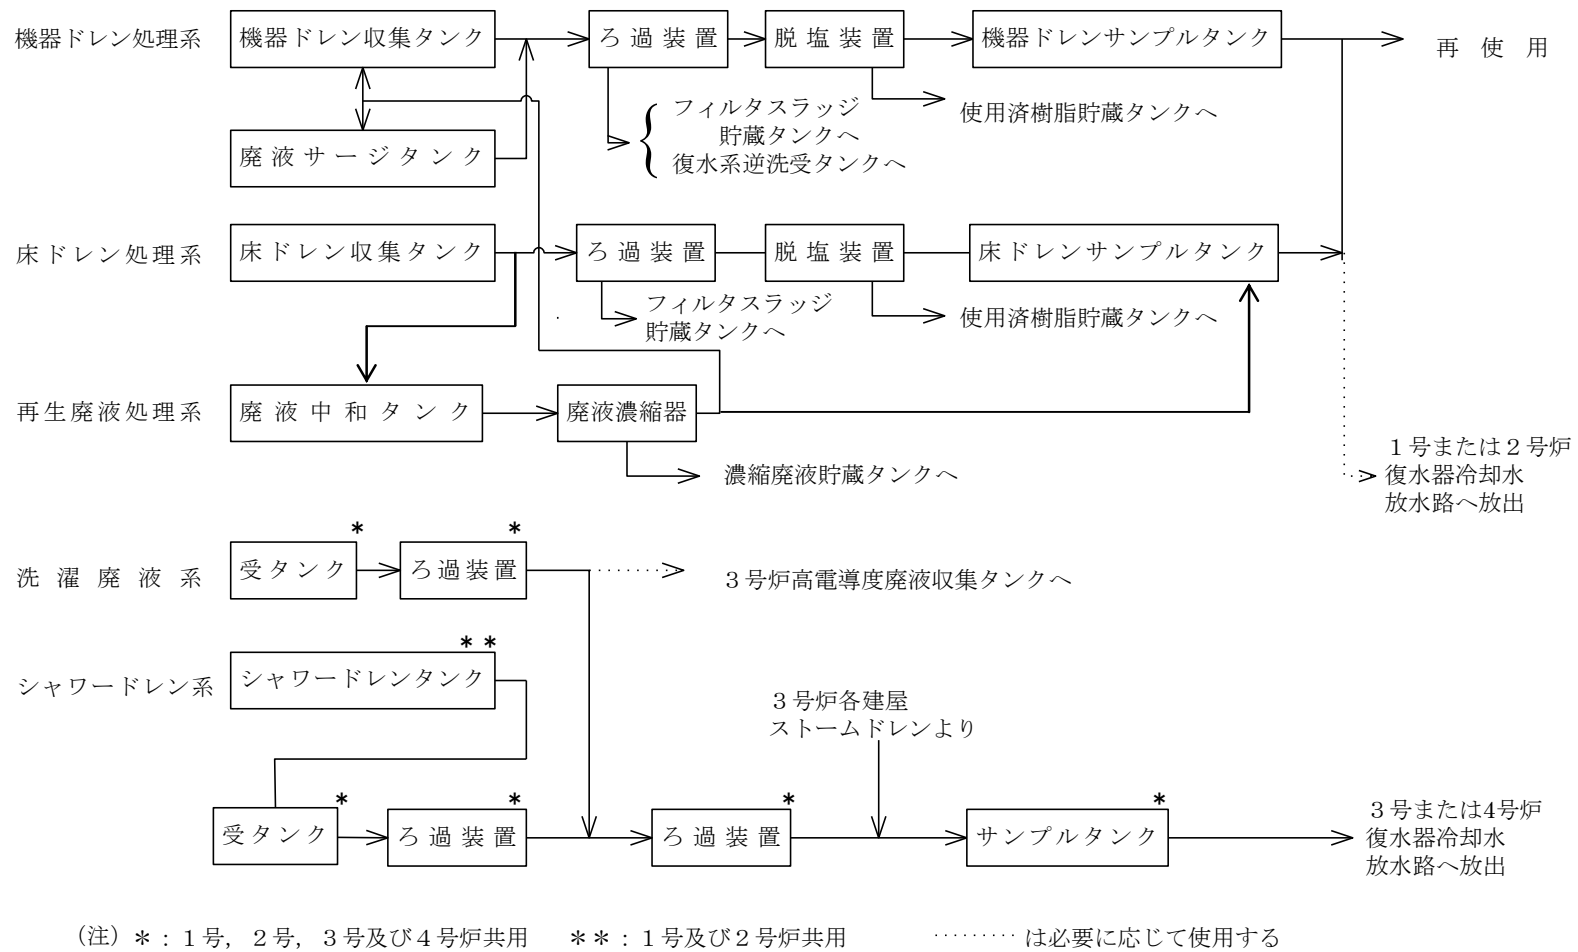 機器ドレン処理系 機器ドレン収集タンク ろ過装置 脱塩装置 機器ドレンサンプルタンク 再使用
フィルタスラッジ
貯蔵タンクへ
復水系逆洗受タンクへ
使用済樹脂貯蔵タンクへ
廃液サージタンク
床ドレン処理系 床ドレン収集タンク ろ過装置 脱塩装置 床ドレンサンプルタンク
フィルタスラッジ
貯蔵タンクへ
使用済樹脂貯蔵タンクへ
再生廃液処理系 廃液中和タンク 廃液濃縮器
濃縮廃液貯蔵タンクへ
1号または2号炉
復水器冷却水
放水路へ放出
洗濯廃液系 受タンク * ろ過装置 *
3号炉高電導度廃液収集タンクへ
シャワードレン系 シャワードレンタンク **
3号炉各建屋
ストームドレンより
受タンク * ろ過装置 * ろ過装置 * サンプルタンク *
3号または4号炉
復水器冷却水
放水路へ放出
(注) *:1号,2号,3号及び4号炉共用 **:1号及び2号炉共用 ········· は必要に応じて使用する